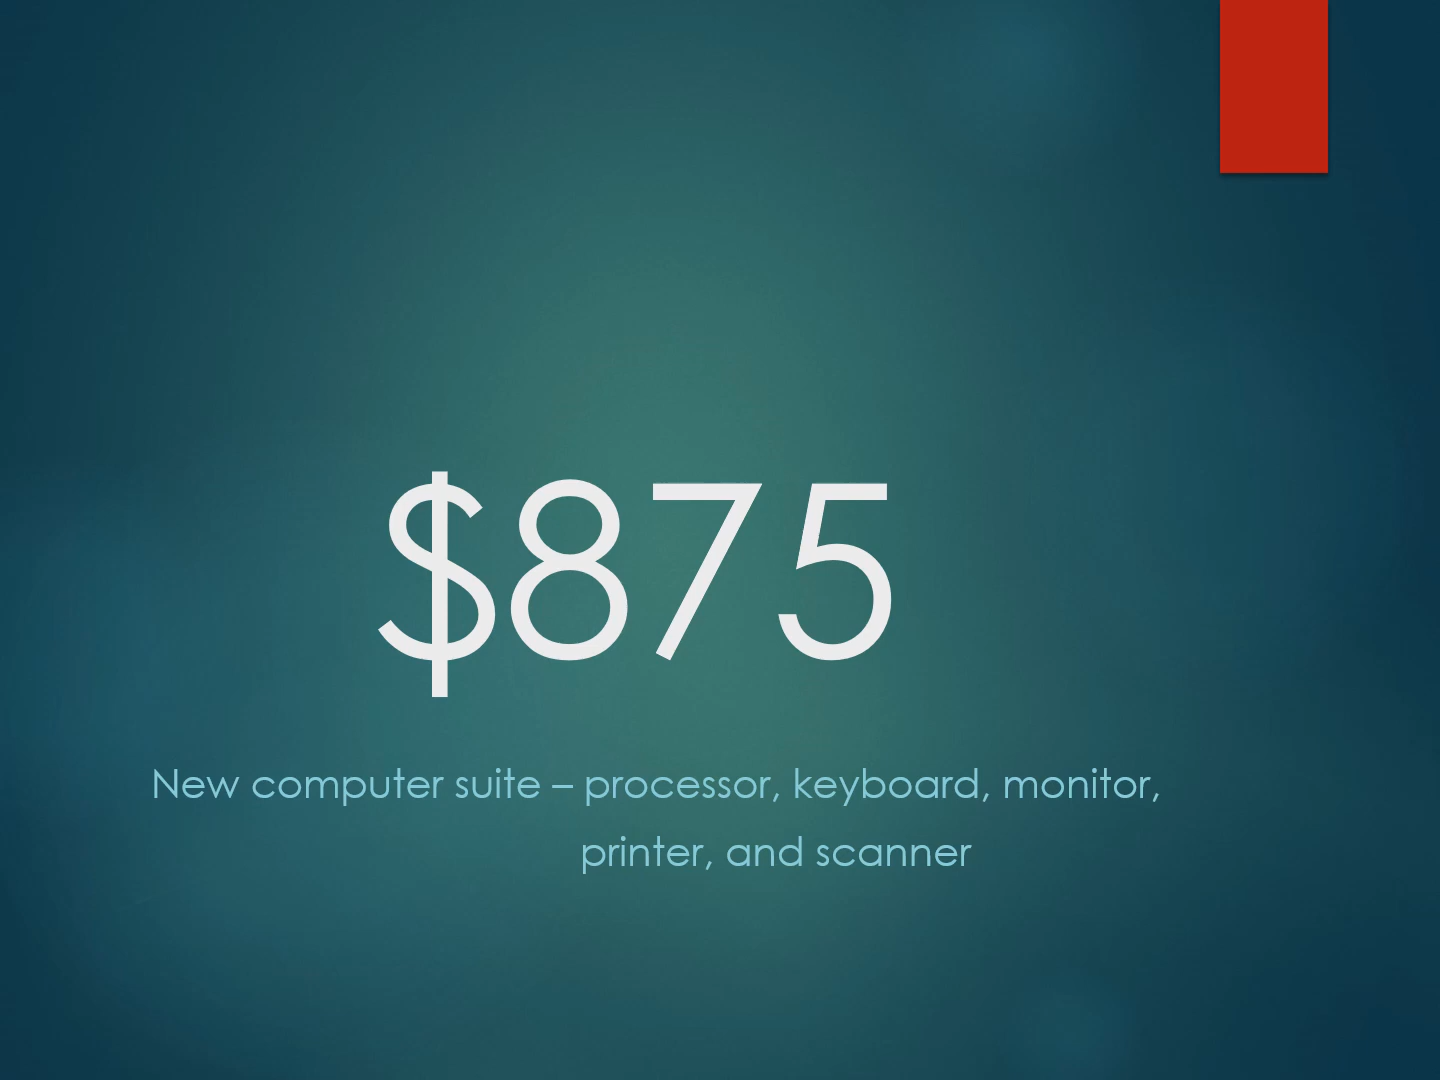 $875
New computer suite – processor, keyboard, monitor,
printer, and scanner